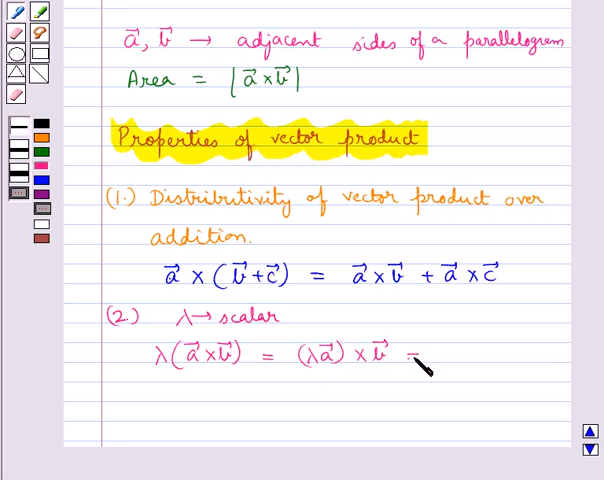 a⃗, b⃗ → adjacent sides of a parallelogram
Area = |a⃗ × b⃗|
Properties of vector product
(1.) Distributivity of vector product over
addition.
a⃗ × (b⃗ + c⃗) = a⃗ × b⃗ + a⃗ × c⃗
(2.) λ → scalar
λ(a⃗ × b⃗) = (λa⃗) × b⃗ =